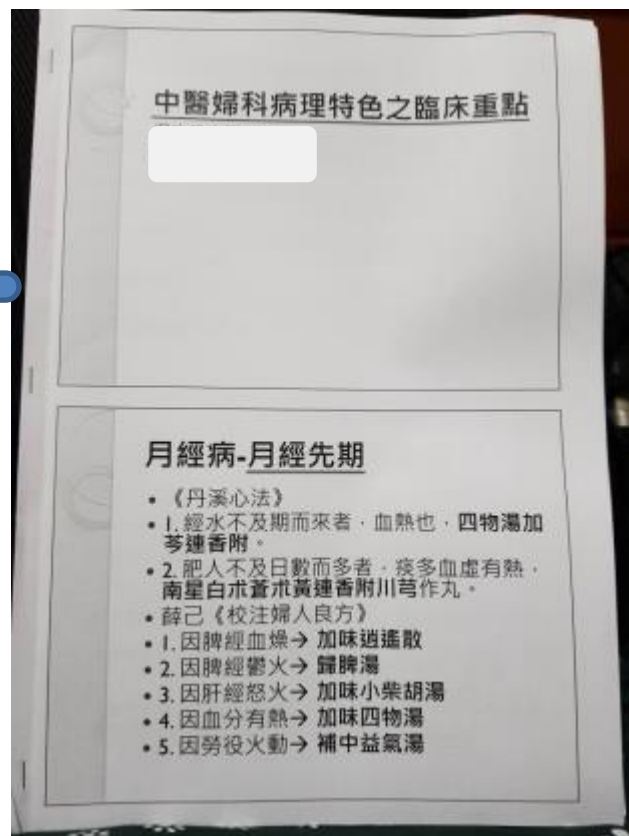 中醫婦科病理特色之臨床重點
月經病-月經先期
• 《丹溪心法》
• 1. 經水不及期而來者，血熱也，四物湯加
芩連香附。
• 2. 肥人不及日數而多者，痰多血虛有熱，
南星白朮蒼朮黃連香附川芎作丸。
• 薛己《校注婦人良方》
• 1. 因脾經血燥→ 加味逍遙散
• 2. 因脾經鬱火→ 歸脾湯
• 3. 因肝經怒火→ 加味小柴胡湯
• 4. 因血分有熱→ 加味四物湯
• 5. 因勞役火動→ 補中益氣湯